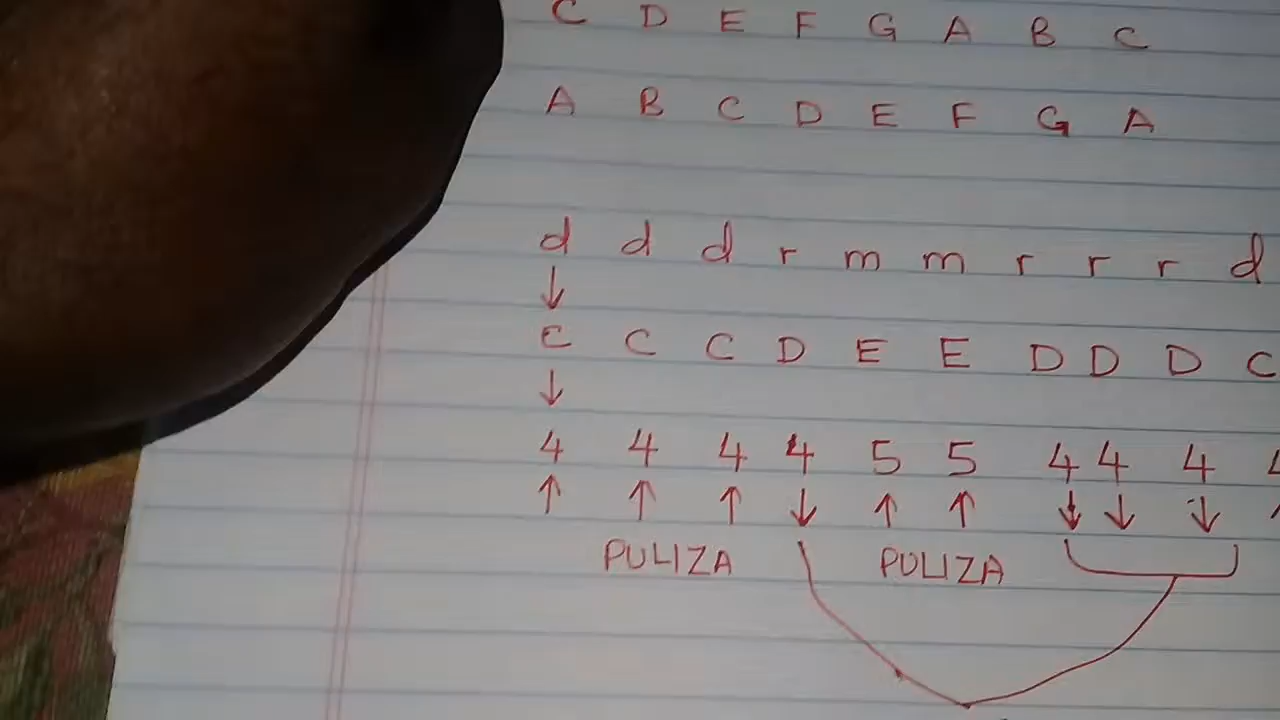 C D E F G A B C
A B C D E F G A
d d d r m m r r r d
↓
C C C D E E D D D C
↓
4 4 4 4 5 5 4 4 4
↑ ↑ ↑ ↓ ↑ ↑ ↓ ↓ ↓
PULIZA PULIZA